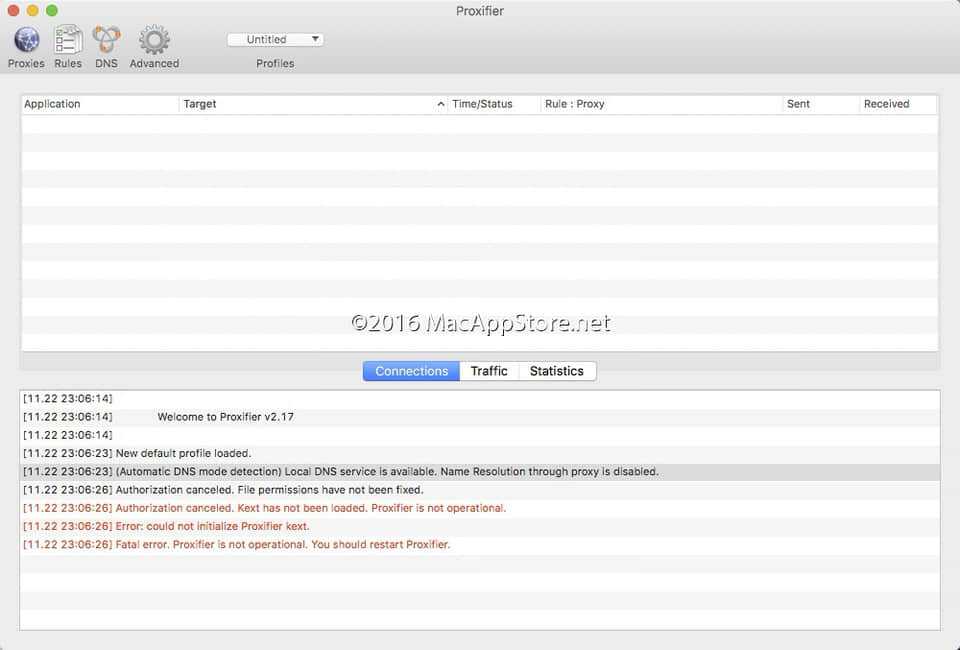 Proxifier
Untitled
Proxies Rules DNS Advanced Profiles
Application Target Time/Status Rule : Proxy Sent Received
©2016 MacAppStore.net
Connections Traffic Statistics
[11.22 23:06:14]
[11.22 23:06:14] Welcome to Proxifier v2.17
[11.22 23:06:14]
[11.22 23:06:23] New default profile loaded.
[11.22 23:06:23] (Automatic DNS mode detection) Local DNS service is available. Name Resolution through proxy is disabled.
[11.22 23:06:26] Authorization canceled. File permissions have not been fixed.
[11.22 23:06:26] Authorization canceled. Kext has not been loaded. Proxifier is not operational.
[11.22 23:06:26] Error: could not initialize Proxifier kext.
[11.22 23:06:26] Fatal error. Proxifier is not operational. You should restart Proxifier.